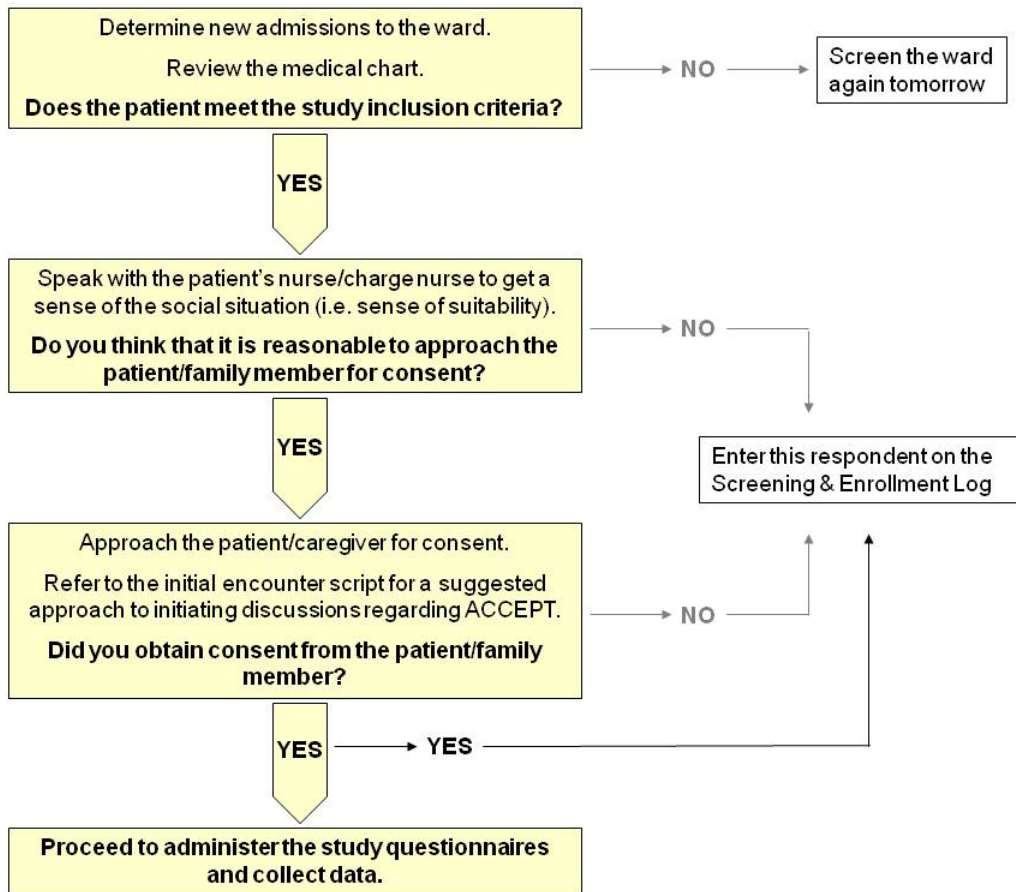 Determine new admissions to the ward.
Review the medical chart.
Does the patient meet the study inclusion criteria?
NO
Screen the ward
again tomorrow
YES
Speak with the patient's nurse/charge nurse to get a
sense of the social situation (i.e. sense of suitability).
Do you think that it is reasonable to approach the
patient/family member for consent?
NO
YES
Enter this respondent on the
Screening & Enrollment Log
Approach the patient/caregiver for consent.
Refer to the initial encounter script for a suggested
approach to initiating discussions regarding ACCEPT.
Did you obtain consent from the patient/family
member?
NO
YES
YES
Proceed to administer the study questionnaires
and collect data.